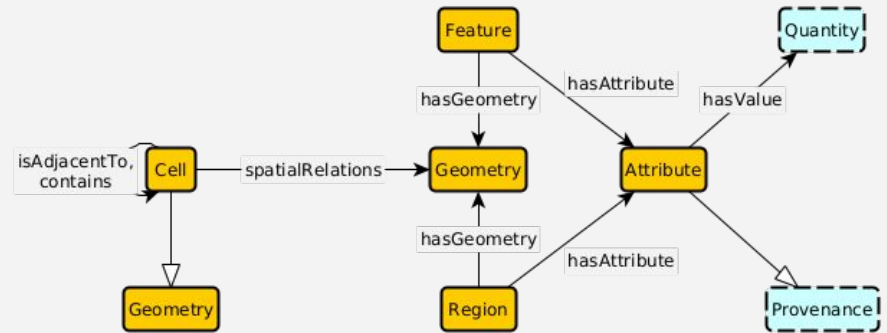 Feature
Quantity
hasGeometry
hasAttribute
hasValue
isAdjacentTo,
contains
Cell
spatialRelations
Geometry
Attribute
hasGeometry
hasAttribute
Geometry
Region
Provenance